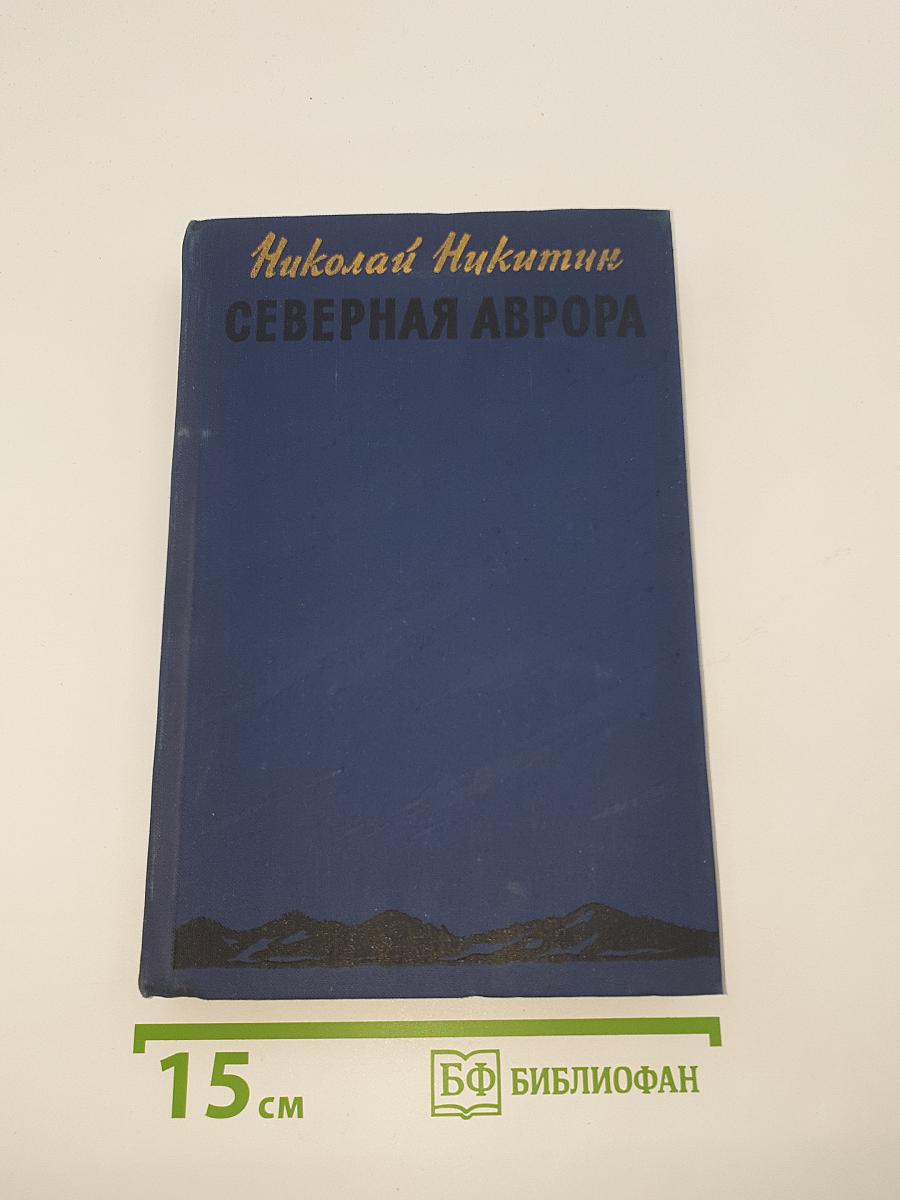 Николай Никитин
СЕВЕРНАЯ АВРОРА
15 см
БФ БИБЛИОФАН